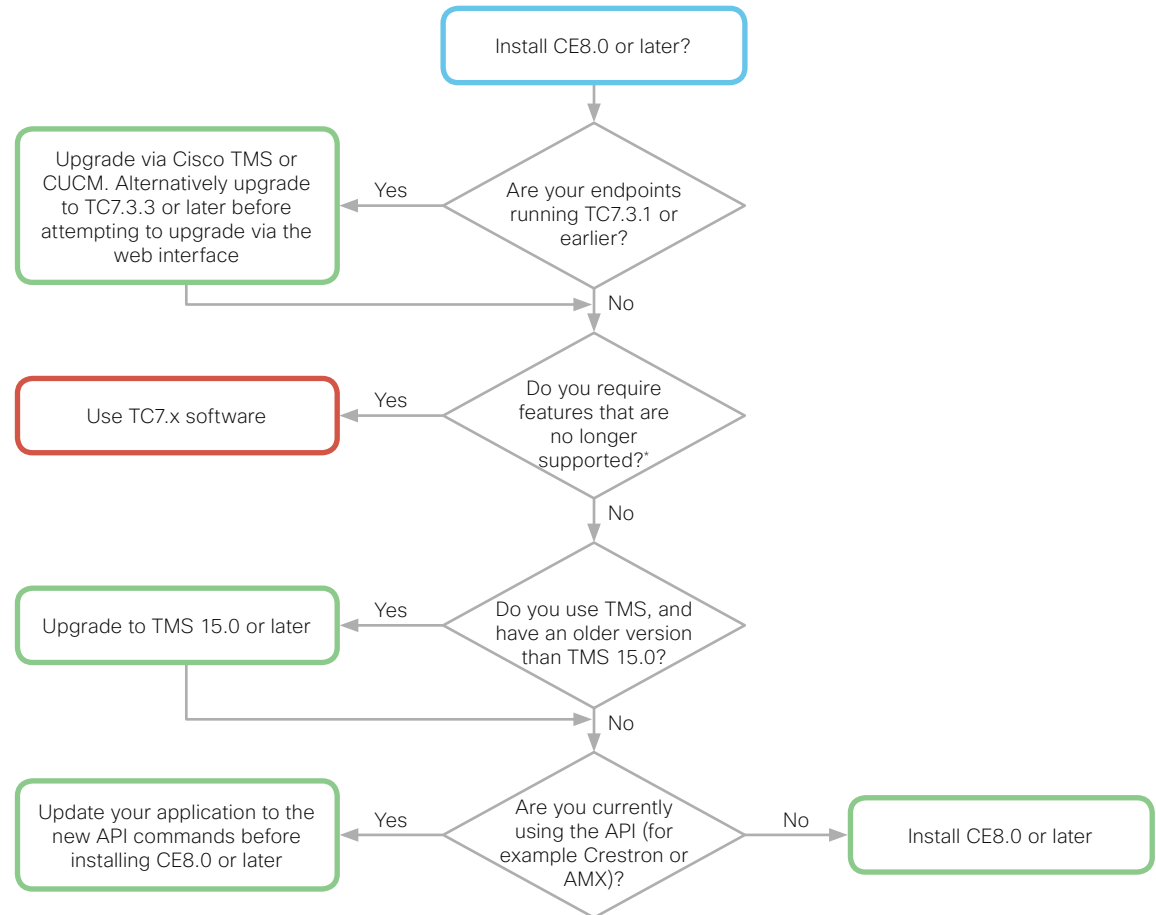 Install CE8.0 or later?
Upgrade via Cisco TMS or
CUCM. Alternatively upgrade
to TC7.3.3 or later before
attempting to upgrade via the
web interface
Yes
Are your endpoints
running TC7.3.1 or
earlier?
No
Use TC7.x software
Yes
Do you require
features that are
no longer
supported?*
No
Upgrade to TMS 15.0 or later
Yes
Do you use TMS, and
have an older version
than TMS 15.0?
No
Update your application to the
new API commands before
installing CE8.0 or later
Yes
Are you currently
using the API (for
example Crestron or
AMX)?
No
Install CE8.0 or later